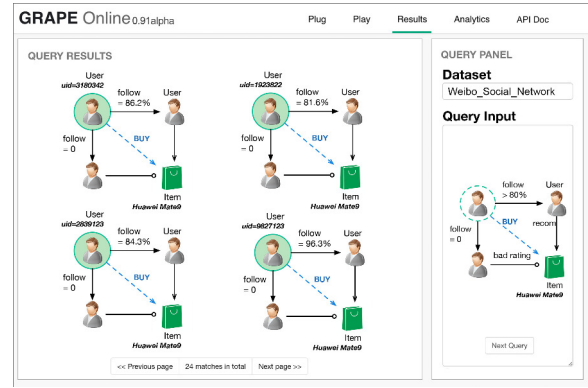 GRAPE Online 0.91alpha
Plug Play Results Analytics API Doc
QUERY RESULTS
User
uid=3180342
follow
= 86.2%
User
follow
= 0
BUY
Item
Huawei Mate9
User
uid=1923822
follow
= 81.6%
User
follow
= 0
BUY
Item
Huawei Mate9
User
uid=2839123
follow
= 84.3%
User
follow
= 0
BUY
Item
Huawei Mate9
User
uid=9827123
follow
= 96.3%
User
follow
= 0
BUY
Item
Huawei Mate9
<< Previous page 24 matches in total Next page >>
QUERY PANEL
Dataset
Weibo_Social_Network
Query Input
follow
> 80%
User
BUY
recom
follow
= 0
bad rating
Item
Huawei Mate9
Next Query